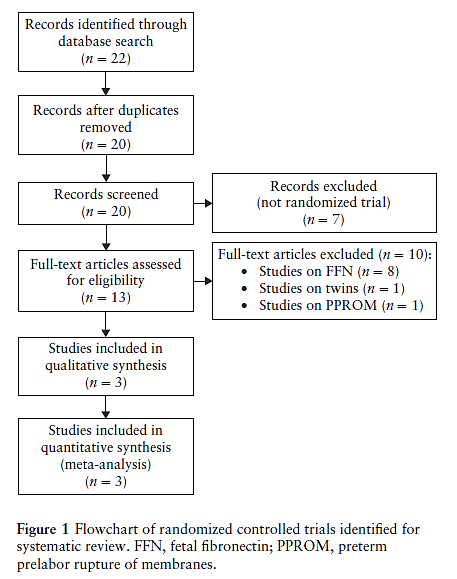 Records identified through
database search
(n = 22)
Records after duplicates
removed
(n = 20)
Records screened
(n = 20)
Records excluded
(not randomized trial)
(n = 7)
Full-text articles assessed
for eligibility
(n = 13)
Full-text articles excluded (n = 10):
• Studies on FFN (n = 8)
• Studies on twins (n = 1)
• Studies on PPROM (n = 1)
Studies included in
qualitative synthesis
(n = 3)
Studies included in
quantitative synthesis
(meta-analysis)
(n = 3)
Figure 1 Flowchart of randomized controlled trials identified for
systematic review. FFN, fetal fibronectin; PPROM, preterm
prelabor rupture of membranes.